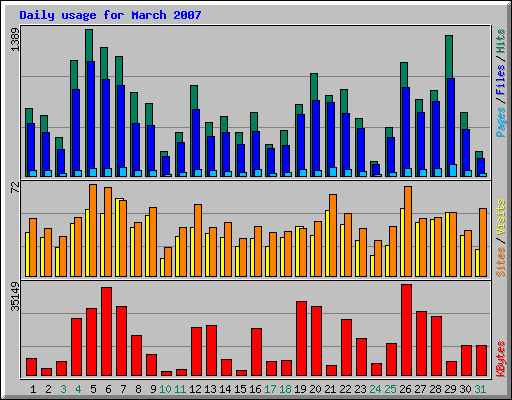 Daily usage for March 2007
1389
Pages / Files / Hits
72
Sites / Visits
35149
KBytes
1 2 3 4 5 6 7 8 9 10 11 12 13 14 15 16 17 18 19 20 21 22 23 24 25 26 27 28 29 30 31